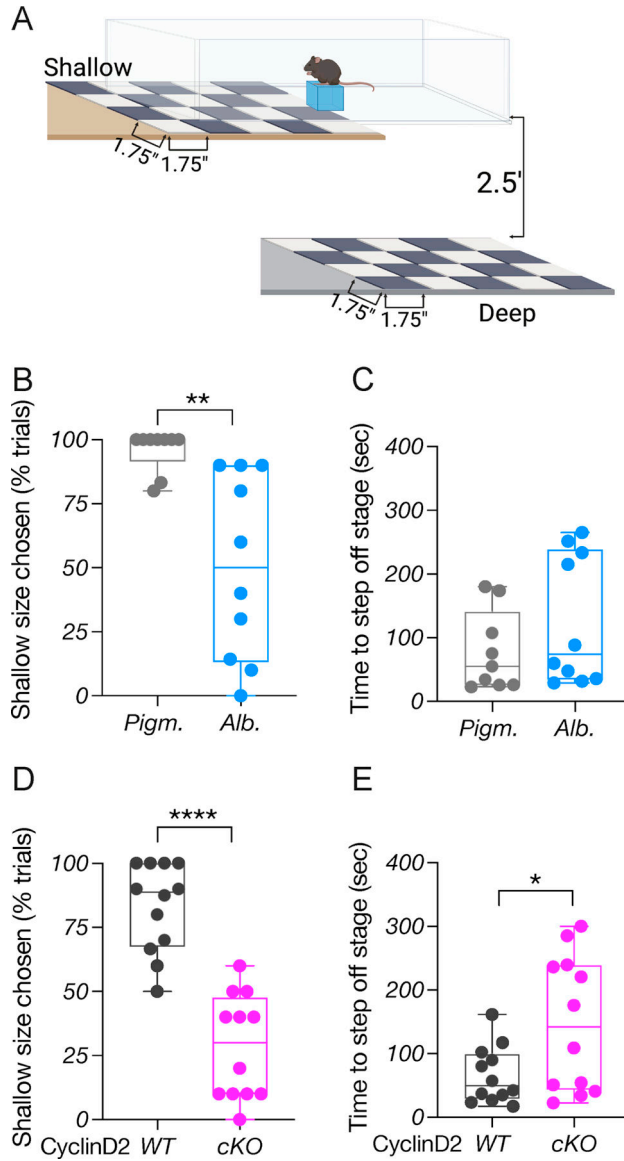 A
Shallow
1.75" 1.75"
2.5'
1.75" 1.75"
Deep
B
Shallow size chosen (% trials)
**
100
75
50
25
0
Pigm. Alb.
C
Time to step off stage (sec)
400
300
200
100
0
Pigm. Alb.
D
Shallow size chosen (% trials)
****
100
75
50
25
0
CyclinD2 WT cKO
E
Time to step off stage (sec)
*
400
300
200
100
0
CyclinD2 WT cKO